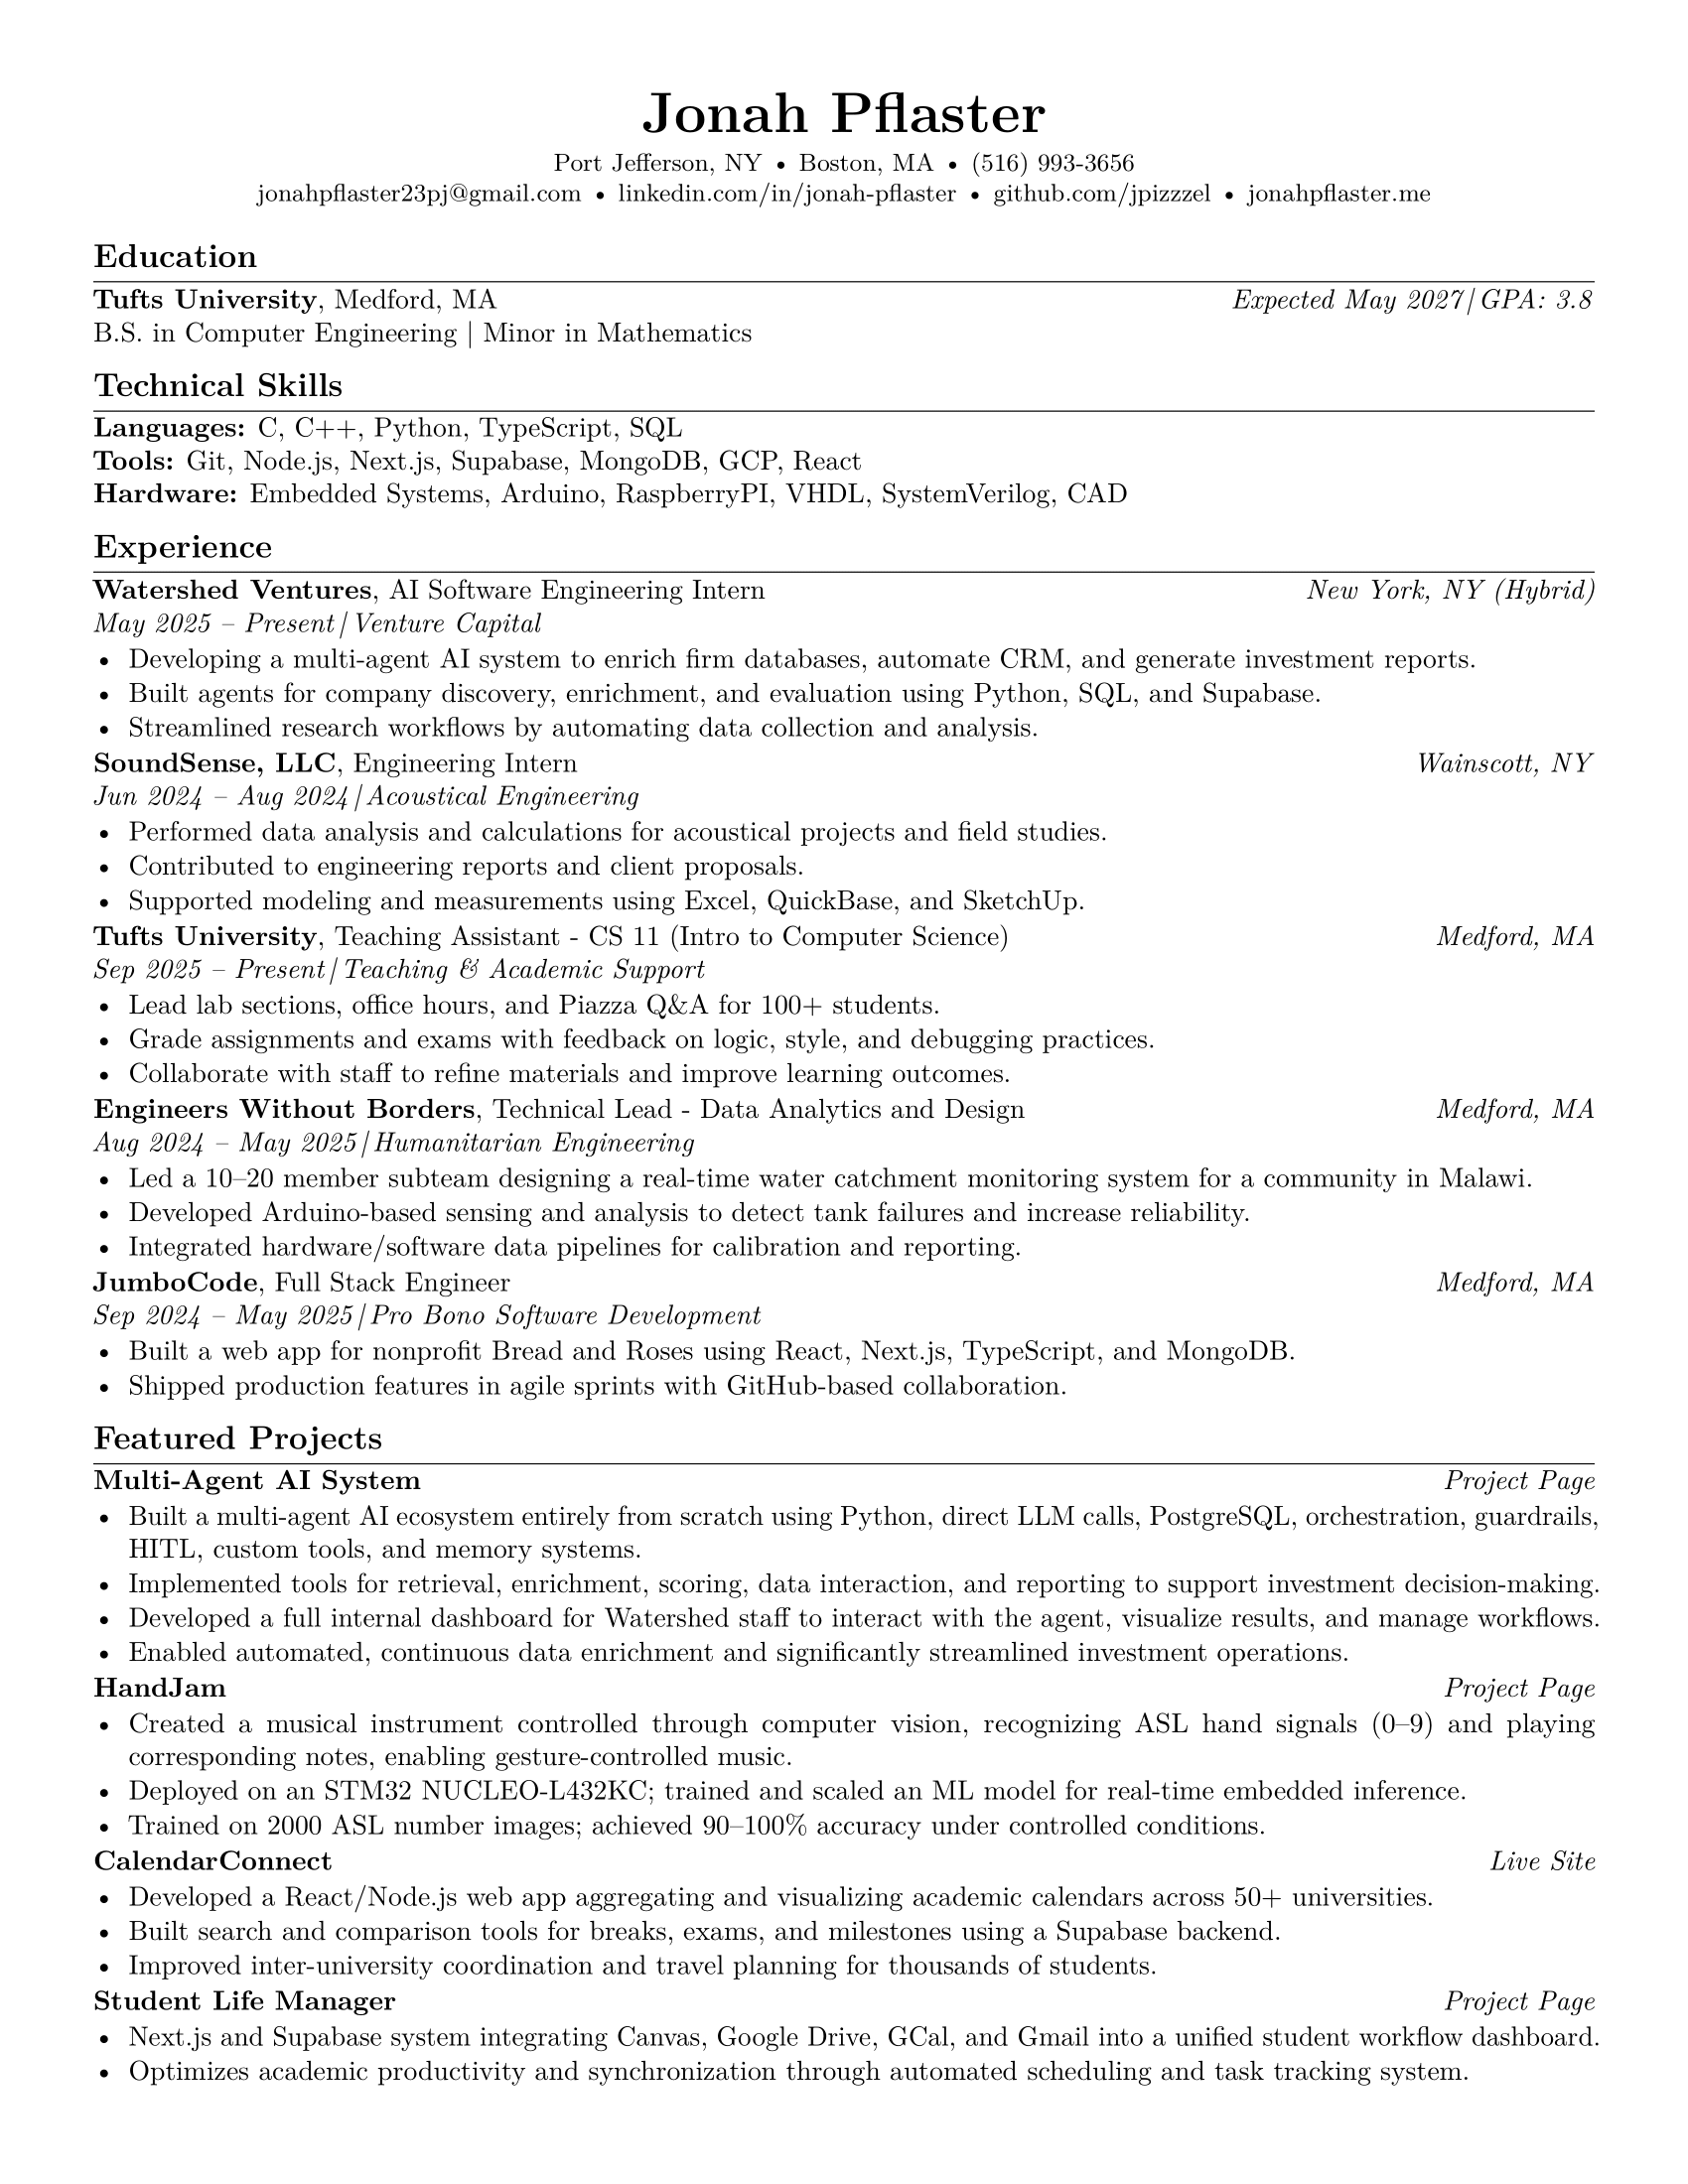 Jonah Pflaster
Port Jefferson, NY • Boston, MA • (516) 993-3656
jonahpflaster23pj@gmail.com • linkedin.com/in/jonah-pflaster • github.com/jpizzzel • jonahpflaster.me
Education
Tufts University, Medford, MA Expected May 2027 | GPA: 3.8
B.S. in Computer Engineering | Minor in Mathematics
Technical Skills
Languages: C, C++, Python, TypeScript, SQL
Tools: Git, Node.js, Next.js, Supabase, MongoDB, GCP, React
Hardware: Embedded Systems, Arduino, RaspberryPI, VHDL, SystemVerilog, CAD
Experience
Watershed Ventures, AI Software Engineering Intern New York, NY (Hybrid)
May 2025 – Present | Venture Capital
• Developing a multi-agent AI system to enrich firm databases, automate CRM, and generate investment reports.
• Built agents for company discovery, enrichment, and evaluation using Python, SQL, and Supabase.
• Streamlined research workflows by automating data collection and analysis.
SoundSense, LLC, Engineering Intern Wainscott, NY
Jun 2024 – Aug 2024 | Acoustical Engineering
• Performed data analysis and calculations for acoustical projects and field studies.
• Contributed to engineering reports and client proposals.
• Supported modeling and measurements using Excel, QuickBase, and SketchUp.
Tufts University, Teaching Assistant - CS 11 (Intro to Computer Science) Medford, MA
Sep 2025 – Present | Teaching & Academic Support
• Lead lab sections, office hours, and Piazza Q&A for 100+ students.
• Grade assignments and exams with feedback on logic, style, and debugging practices.
• Collaborate with staff to refine materials and improve learning outcomes.
Engineers Without Borders, Technical Lead - Data Analytics and Design Medford, MA
Aug 2024 – May 2025 | Humanitarian Engineering
• Led a 10–20 member subteam designing a real-time water catchment monitoring system for a community in Malawi.
• Developed Arduino-based sensing and analysis to detect tank failures and increase reliability.
• Integrated hardware/software data pipelines for calibration and reporting.
JumboCode, Full Stack Engineer Medford, MA
Sep 2024 – May 2025 | Pro Bono Software Development
• Built a web app for nonprofit Bread and Roses using React, Next.js, TypeScript, and MongoDB.
• Shipped production features in agile sprints with GitHub-based collaboration.
Featured Projects
Multi-Agent AI System Project Page
• Built a multi-agent AI ecosystem entirely from scratch using Python, direct LLM calls, PostgreSQL, orchestration, guardrails,
HITL, custom tools, and memory systems.
• Implemented tools for retrieval, enrichment, scoring, data interaction, and reporting to support investment decision-making.
• Developed a full internal dashboard for Watershed staff to interact with the agent, visualize results, and manage workflows.
• Enabled automated, continuous data enrichment and significantly streamlined investment operations.
HandJam Project Page
• Created a musical instrument controlled through computer vision, recognizing ASL hand signals (0–9) and playing
corresponding notes, enabling gesture-controlled music.
• Deployed on an STM32 NUCLEO-L432KC; trained and scaled an ML model for real-time embedded inference.
• Trained on 2000 ASL number images; achieved 90–100% accuracy under controlled conditions.
CalendarConnect Live Site
• Developed a React/Node.js web app aggregating and visualizing academic calendars across 50+ universities.
• Built search and comparison tools for breaks, exams, and milestones using a Supabase backend.
• Improved inter-university coordination and travel planning for thousands of students.
Student Life Manager Project Page
• Next.js and Supabase system integrating Canvas, Google Drive, GCal, and Gmail into a unified student workflow dashboard.
• Optimizes academic productivity and synchronization through automated scheduling and task tracking system.